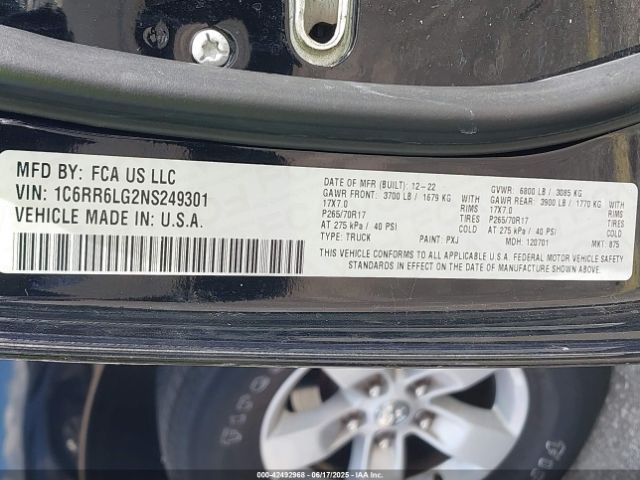 MFD BY: FCA US LLC
VIN: 1C6RR6LG2NS249301
VEHICLE MADE IN: U.S.A.
DATE OF MFR (BUILT): 12-22 GVWR: 6800 LB / 3085 KG
GAWR FRONT: 3700 LB / 1679 KG WITH GAWR REAR: 3900 LB / 1770 KG WITH
17X7.0 RIMS 17X7.0 RIMS
P265/70R17 TIRES P265/70R17 TIRES
AT 275 kPa / 40 PSI COLD AT 275 kPa / 40 PSI COLD
TYPE: TRUCK PAINT: PXJ MDH: 120701 MKT: 875
THIS VEHICLE CONFORMS TO ALL APPLICABLE U.S.A. FEDERAL MOTOR VEHICLE SAFETY
STANDARDS IN EFFECT ON THE DATE OF MANUFACTURE SHOWN ABOVE
000-42492968 - 06/17/2025 - IAAI